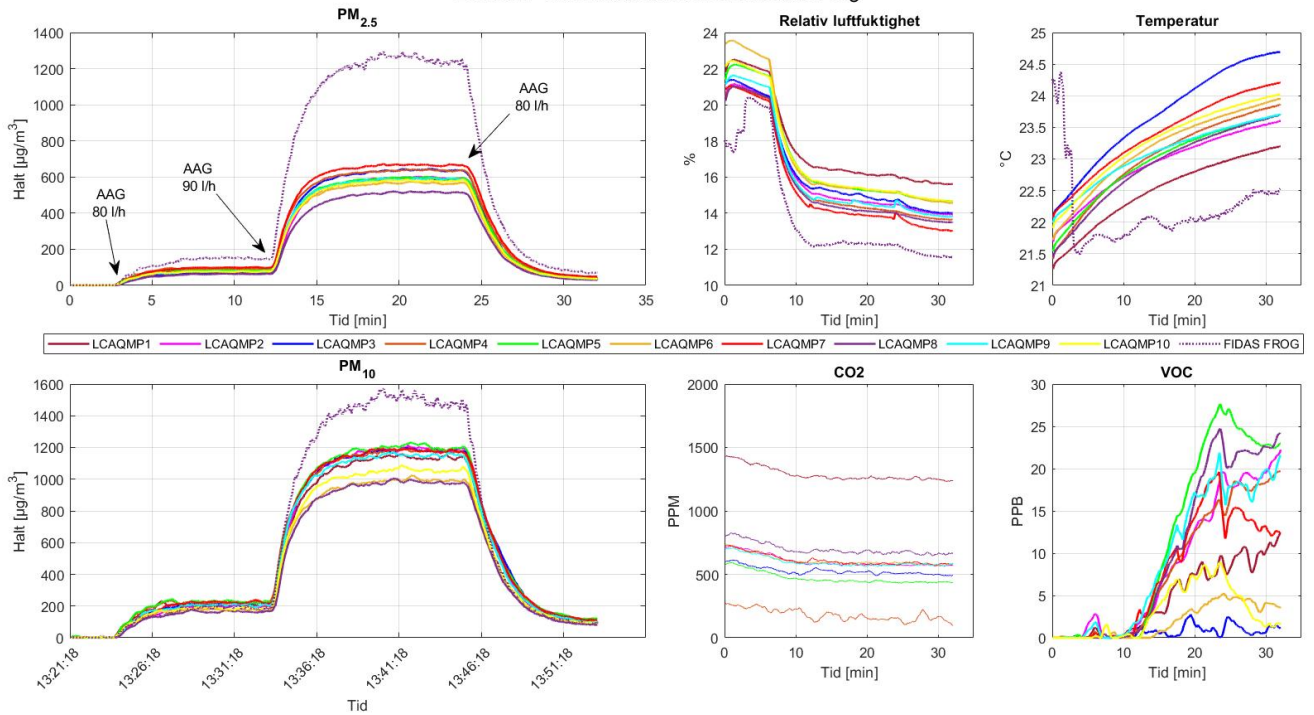 PM2.5
Halt [µg/m3]
1400
1200
1000
800
600
400
200
0
AAG
80 l/h
AAG
90 l/h
AAG
80 l/h
0 5 10 15 20 25 30 35
Tid [min]
Relativ luftfuktighet
%
24
22
20
18
16
14
12
10
0 10 20 30
Tid [min]
Temperatur
°C
25
24.5
24
23.5
23
22.5
22
21.5
21
0 10 20 30
Tid [min]
LCAQMP1 LCAQMP2 LCAQMP3 LCAQMP4 LCAQMP5 LCAQMP6 LCAQMP7 LCAQMP8 LCAQMP9 LCAQMP10 FIDAS FROG
PM10
Halt [µg/m3]
1600
1400
1200
1000
800
600
400
200
0
13:21:18 13:26:18 13:31:18 13:36:18 13:41:18 13:46:18 13:51:18
Tid
CO2
PPM
2000
1500
1000
500
0
0 10 20 30
Tid [min]
VOC
PPB
30
25
20
15
10
5
0
0 10 20 30
Tid [min]